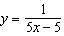 y = 1/(5x − 5)